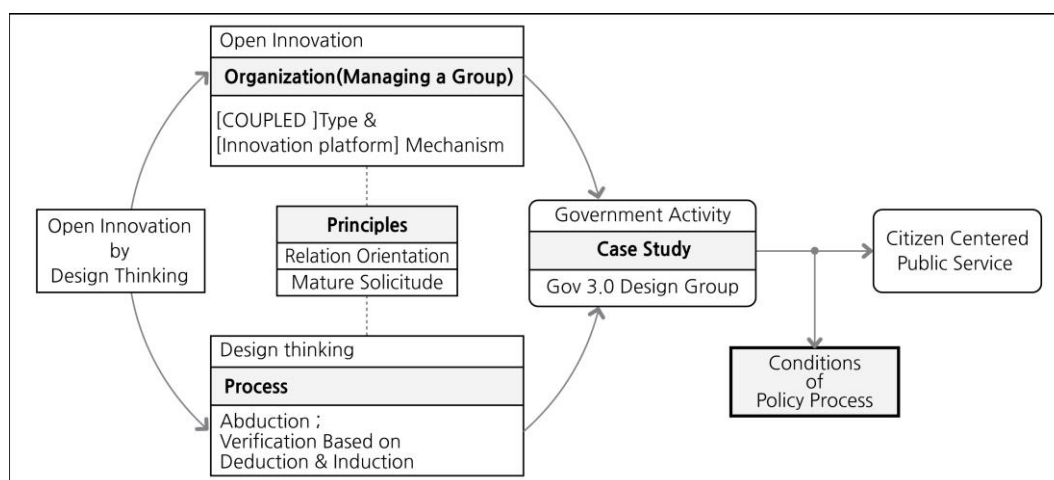 Open Innovation
Organization(Managing a Group)
[COUPLED ]Type &
[Innovation platform] Mechanism
Open Innovation
by
Design Thinking
Principles
Relation Orientation
Mature Solicitude
Design thinking
Process
Abduction ;
Verification Based on
Deduction & Induction
Government Activity
Case Study
Gov 3.0 Design Group
Citizen Centered
Public Service
Conditions
of
Policy Process